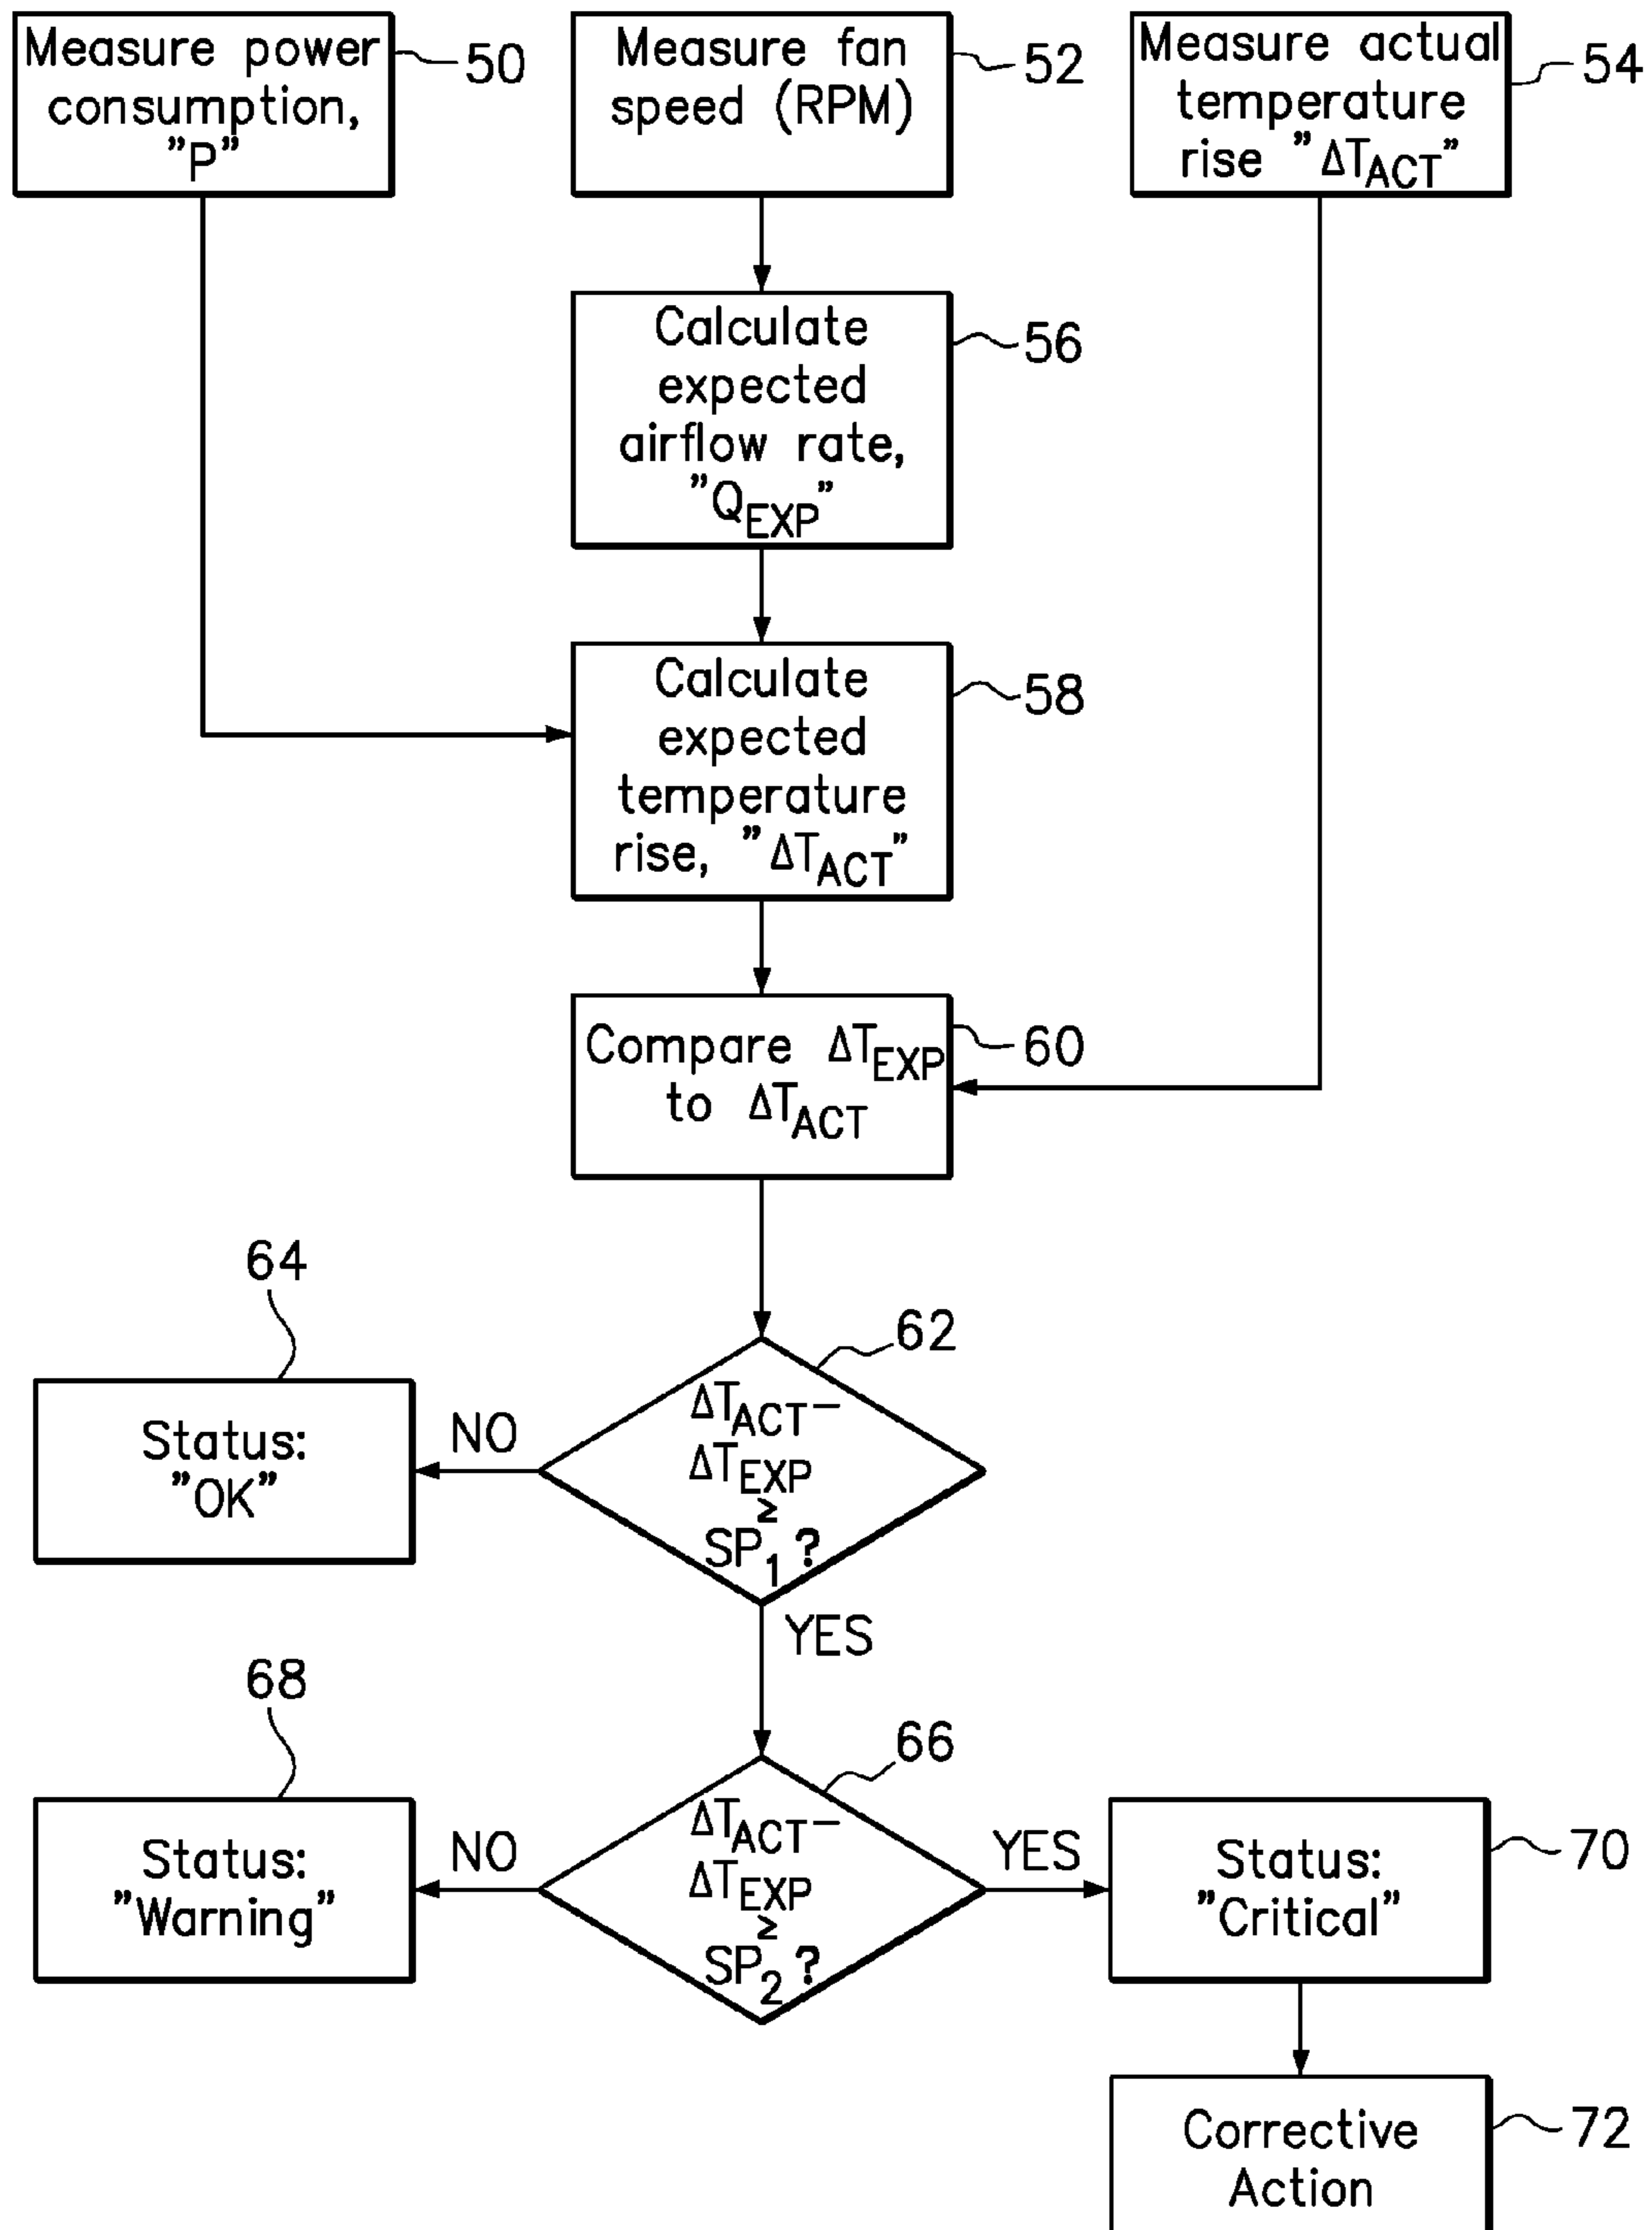 Measure power
consumption,
"P"
50
Measure fan
speed (RPM)
52
Measure actual
temperature
rise "ΔTACT"
54
Calculate
expected
airflow rate,
"QEXP"
56
Calculate
expected
temperature
rise, "ΔTACT"
58
Compare ΔTEXP
to ΔTACT
60
62
ΔTACT−
ΔTEXP
≥
SP1?
NO
YES
64
Status:
"OK"
66
ΔTACT−
ΔTEXP
≥
SP2?
NO
YES
68
Status:
"Warning"
70
Status:
"Critical"
72
Corrective
Action